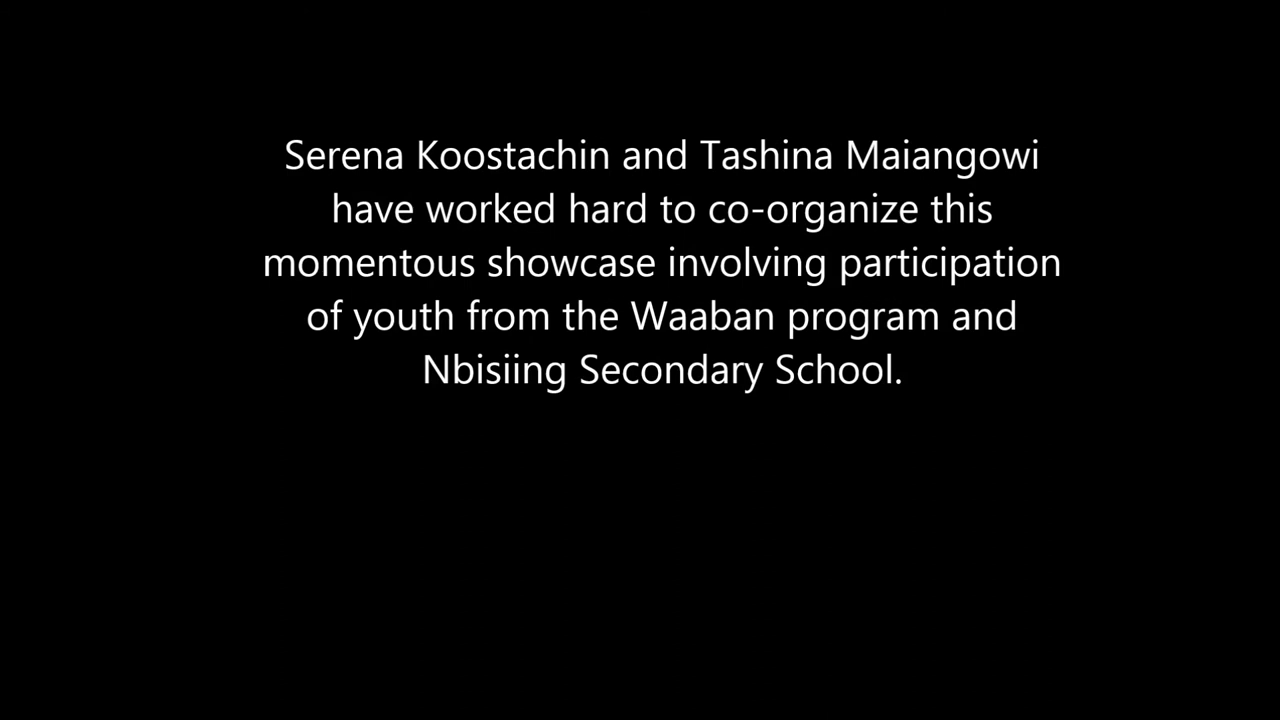 Serena Koostachin and Tashina Maiangowi
have worked hard to co-organize this
momentous showcase involving participation
of youth from the Waaban program and
Nbisiing Secondary School.